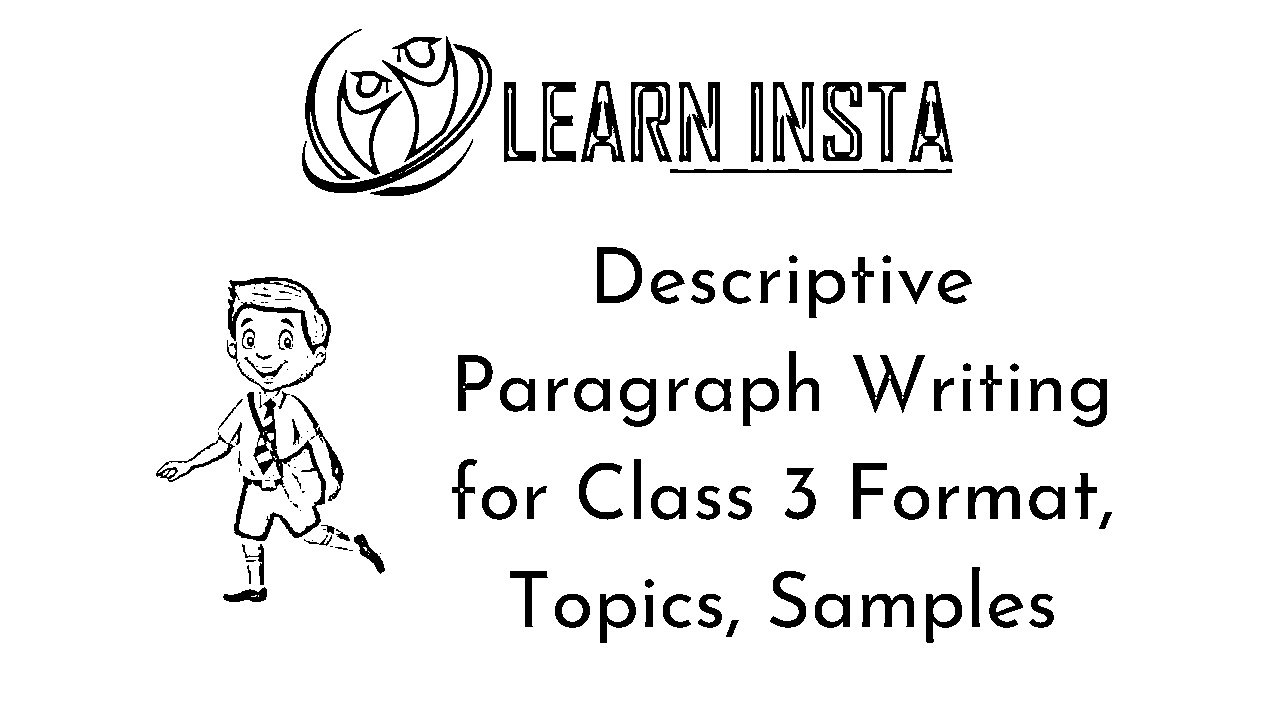 LEARN INSTA
Descriptive
Paragraph Writing
for Class 3 Format,
Topics, Samples